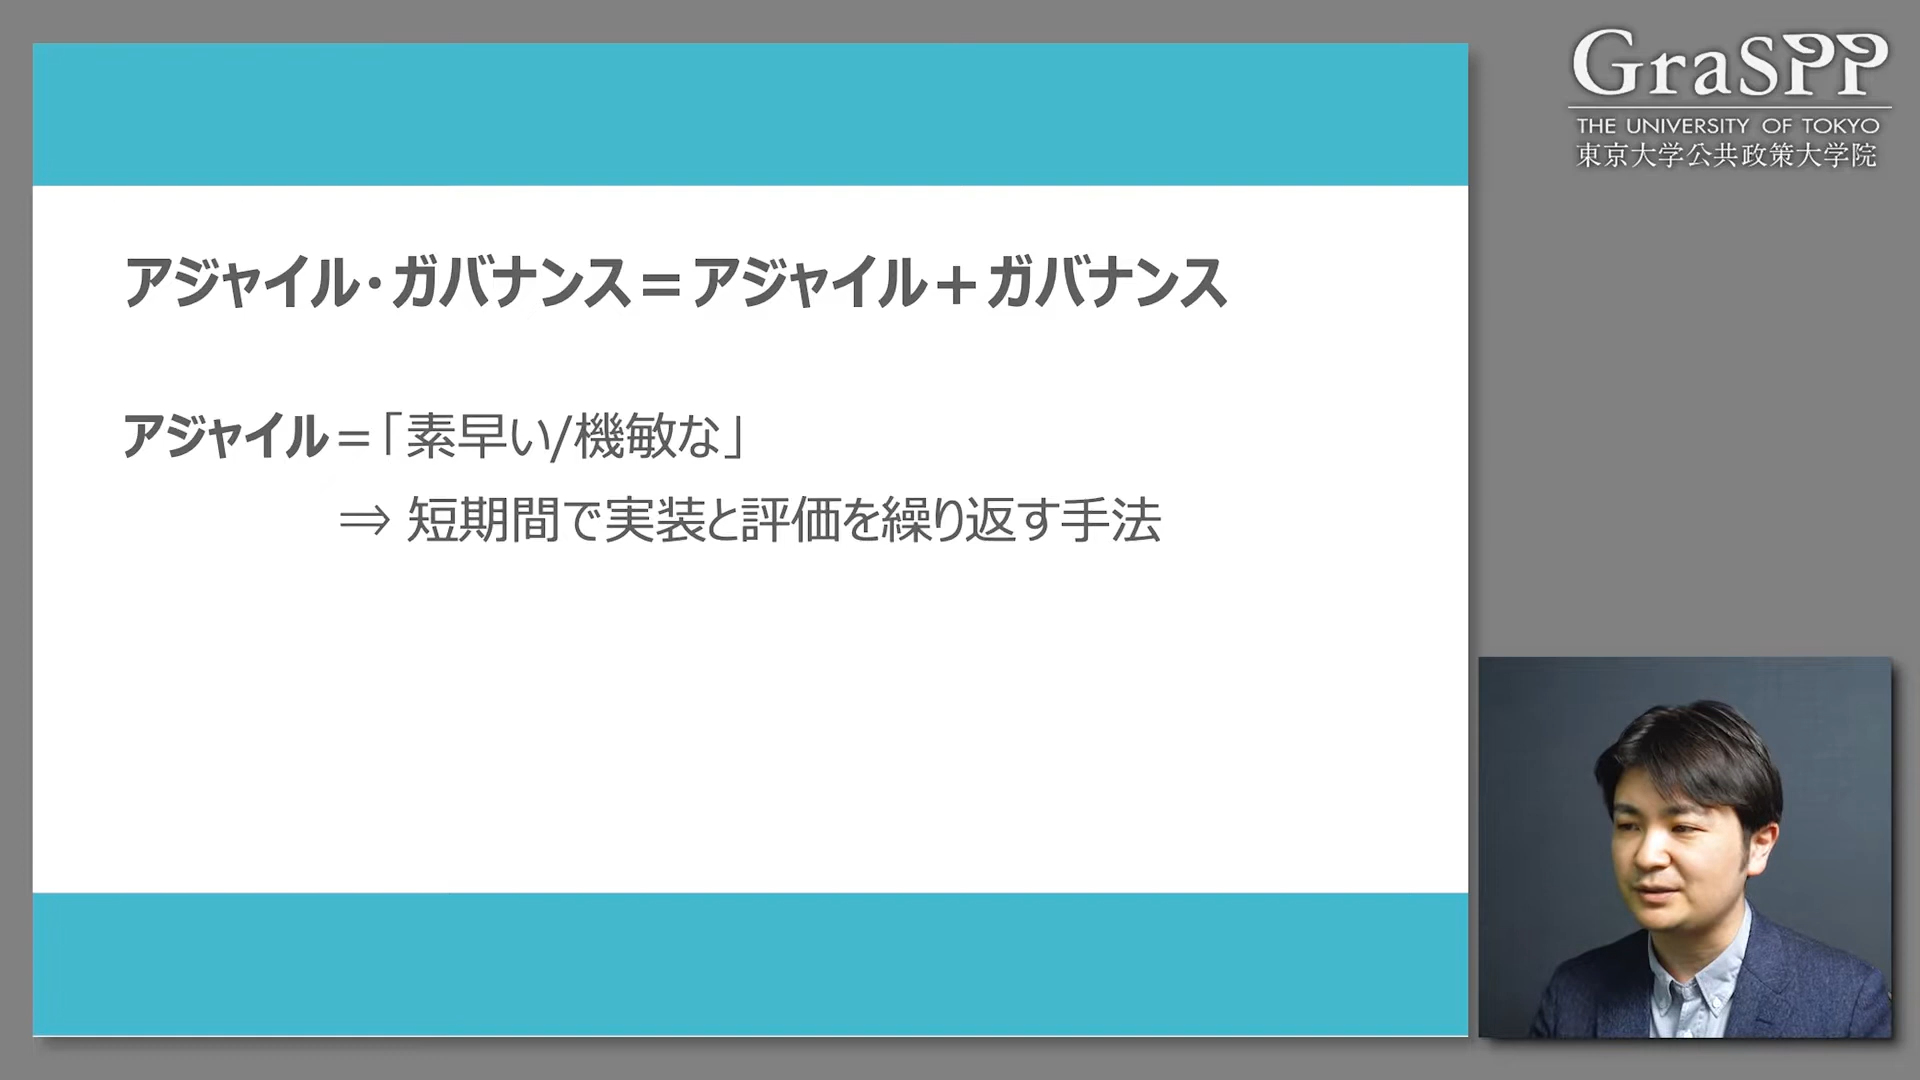 アジャイル・ガバナンス＝アジャイル＋ガバナンス
アジャイル＝「素早い/機敏な」
⇒ 短期間で実装と評価を繰り返す手法
GraSPP
THE UNIVERSITY OF TOKYO
東京大学公共政策大学院